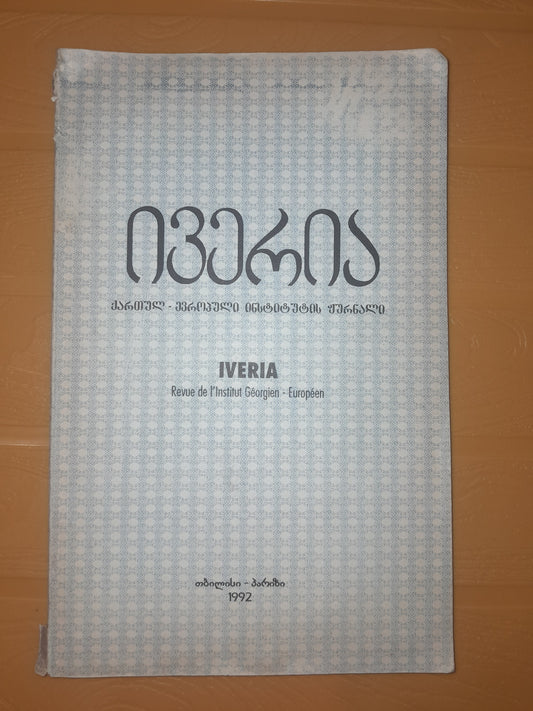 ივერია
ქართულ - ევროპული ინსტიტუტის ჟურნალი
IVERIA
Revue de l'Institut Géorgien - Européen
თბილისი - პარიზი
1992